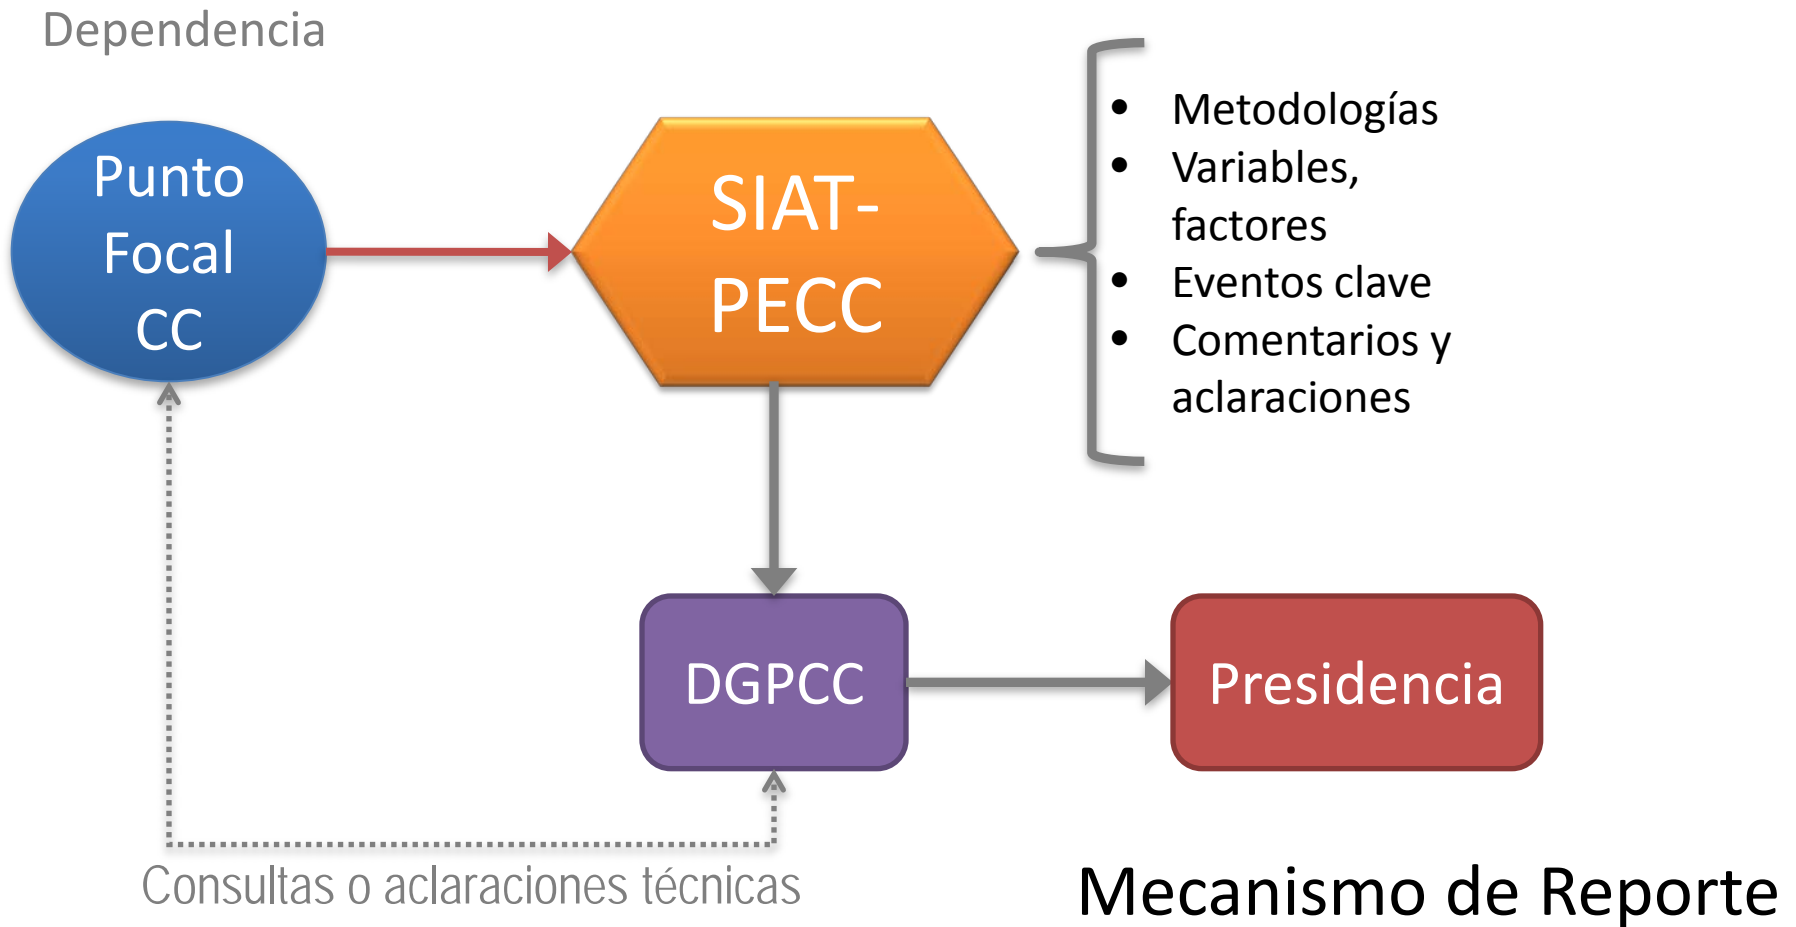 Dependencia
Punto
Focal
CC
SIAT-
PECC
• Metodologías
• Variables,
factores
• Eventos clave
• Comentarios y
aclaraciones
DGPCC
Presidencia
Consultas o aclaraciones técnicas
Mecanismo de Reporte